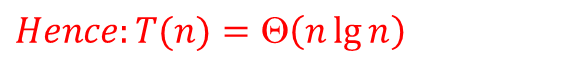 Hence: T(n) = Θ(n lg n)